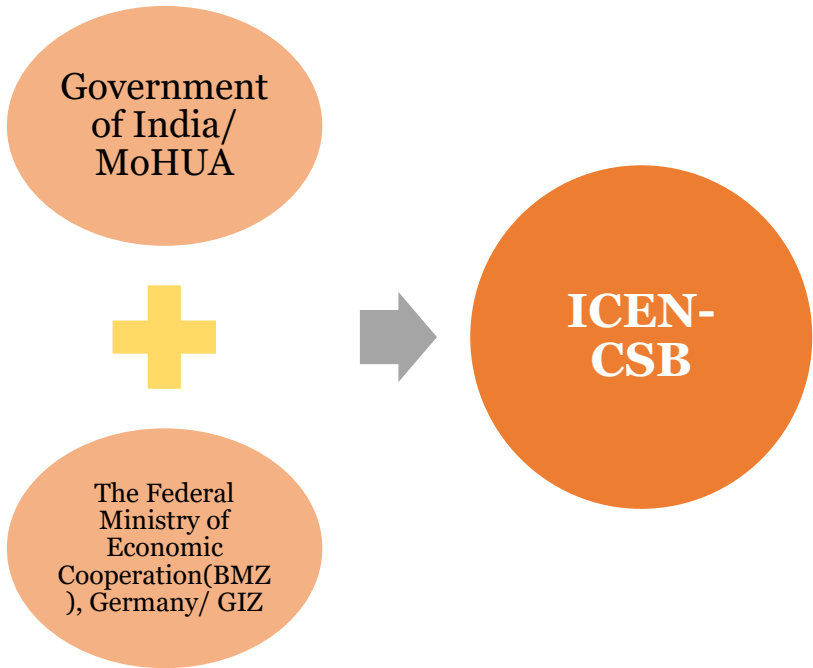 Government
of India/
MoHUA
The Federal
Ministry of
Economic
Cooperation(BMZ
), Germany/ GIZ
ICEN-
CSB